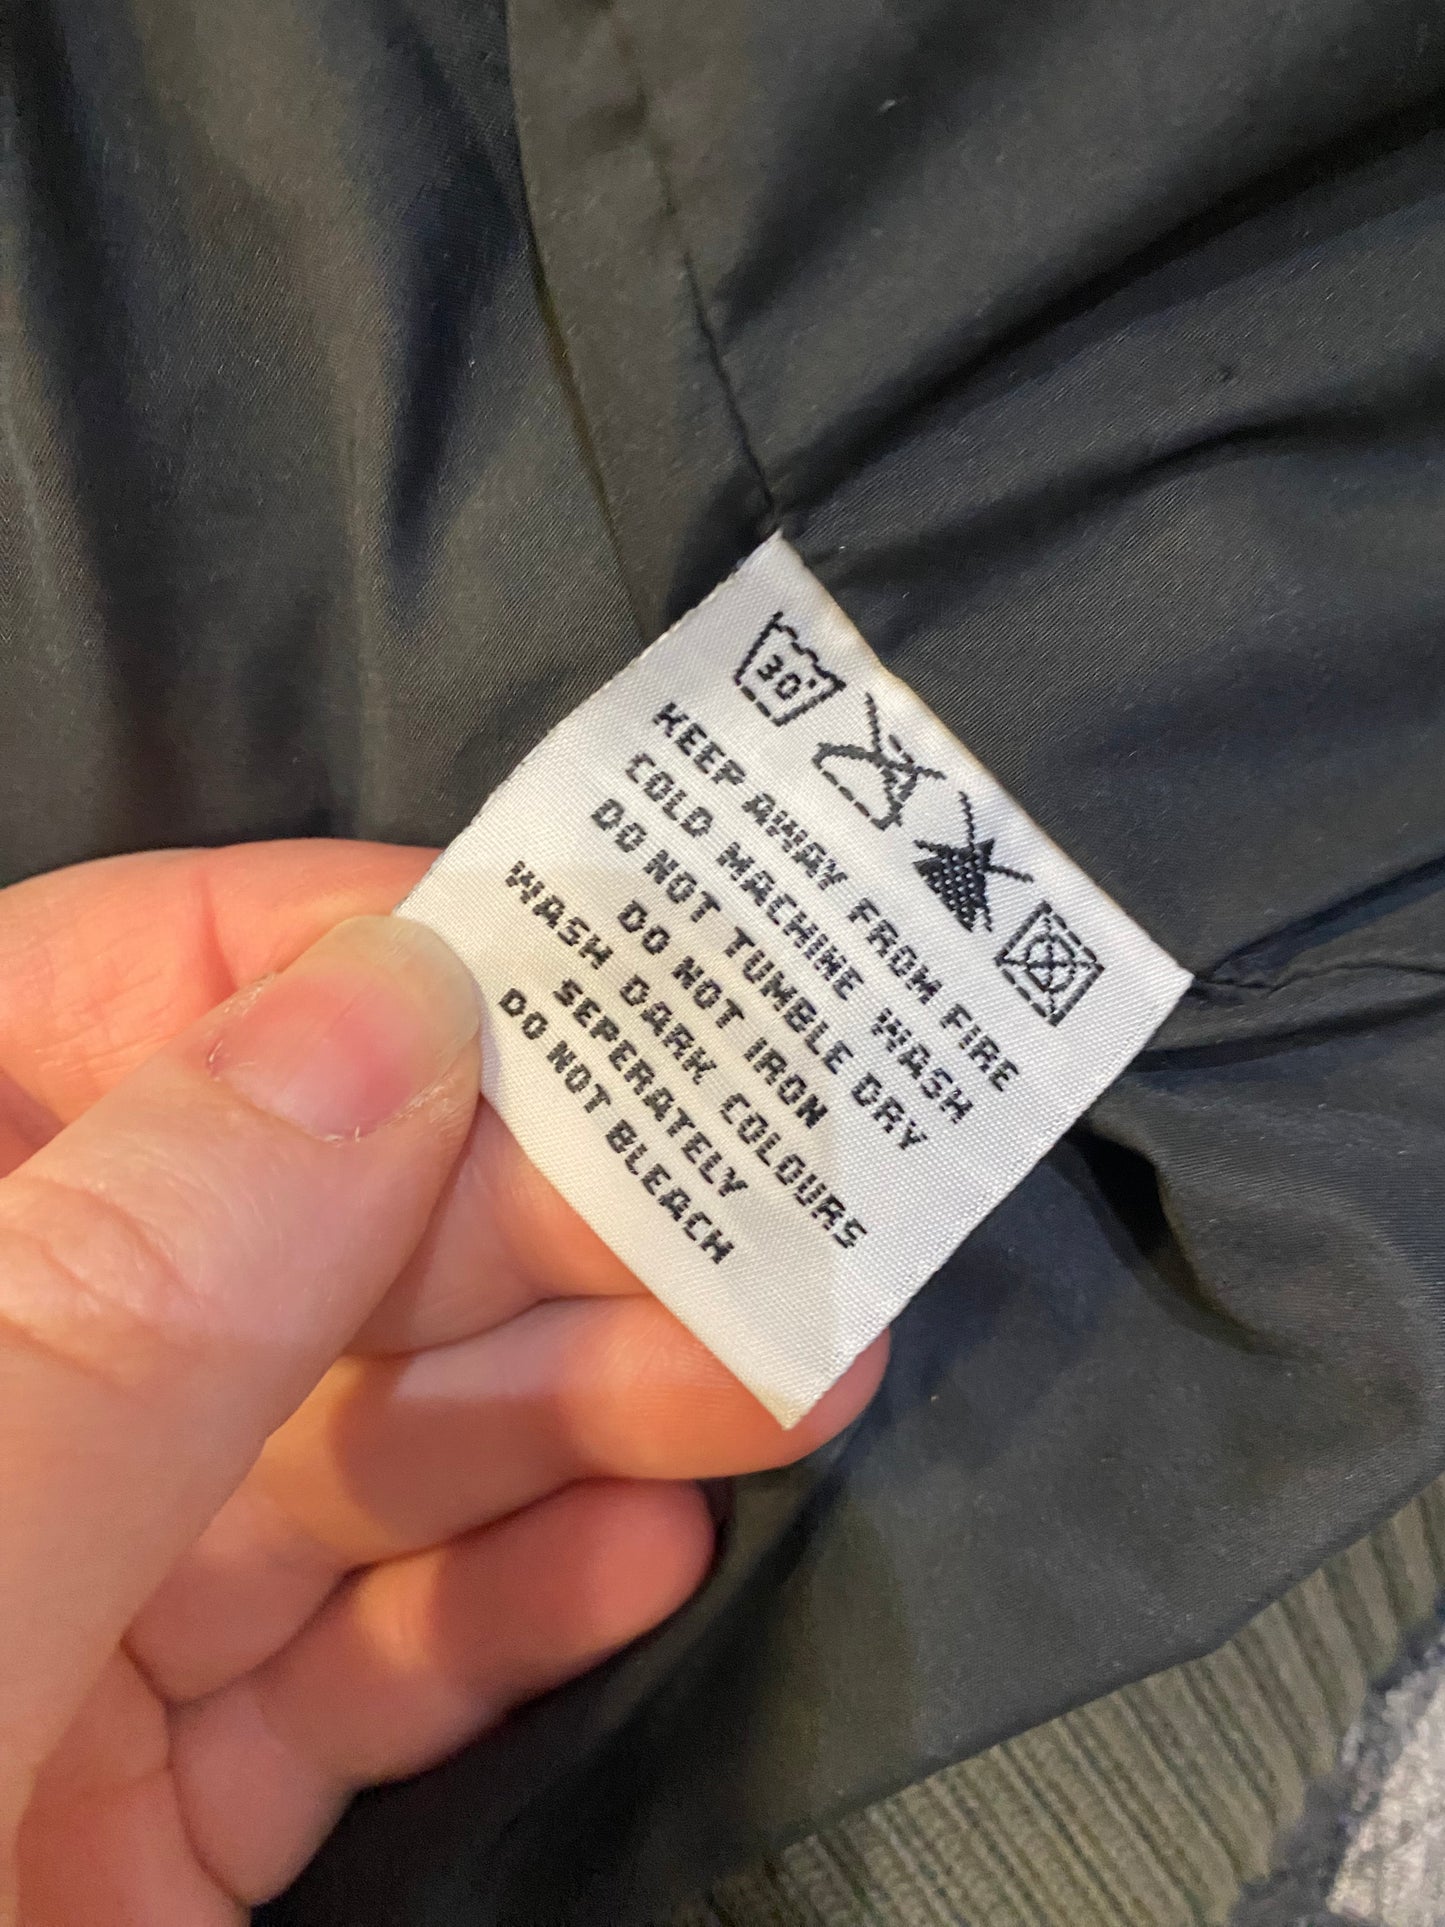 30°
KEEP AWAY FROM FIRE
COLD MACHINE WASH
DO NOT TUMBLE DRY
DO NOT IRON
WASH DARK COLOURS
SEPERATELY
DO NOT BLEACH